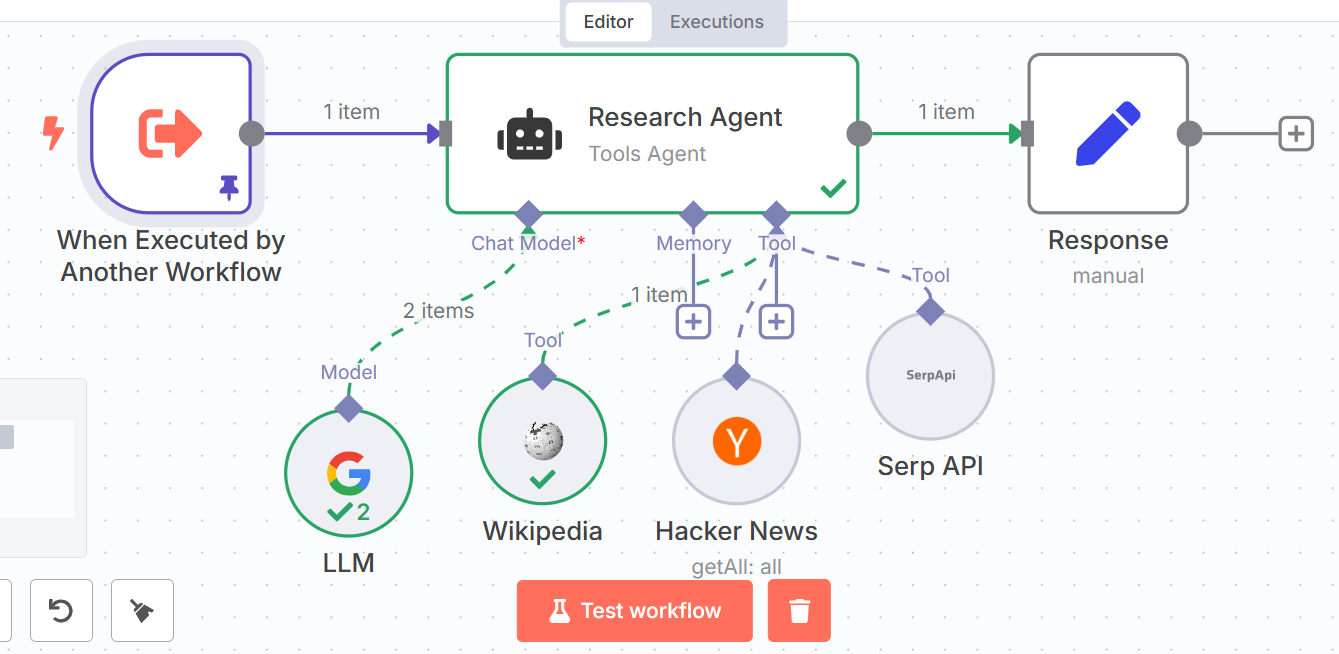 Editor
Executions
1 item
Research Agent
Tools Agent
1 item
When Executed by
Another Workflow
Chat Model*
Memory
Tool
Response
manual
2 items
1 item
Tool
Tool
Model
SerpApi
Serp API
2
LLM
Wikipedia
Hacker News
getAll: all
Test workflow